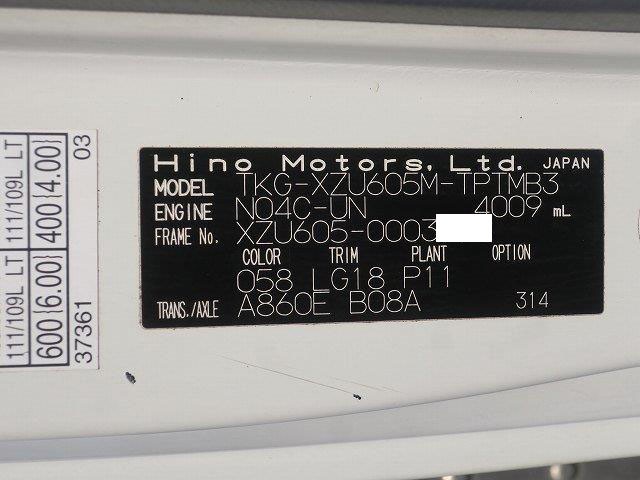 Hino Motors, Ltd. JAPAN
MODEL TKG-XZU605M-TPTMB3
ENGINE N04C-UN 4009 mL
FRAME No. XZU605-0003
COLOR TRIM PLANT OPTION
058 LG18 P11
TRANS./AXLE A860E B08A 314
111/109L LT 111/109L LT
600(6.00) 400(4.00)
37361 03